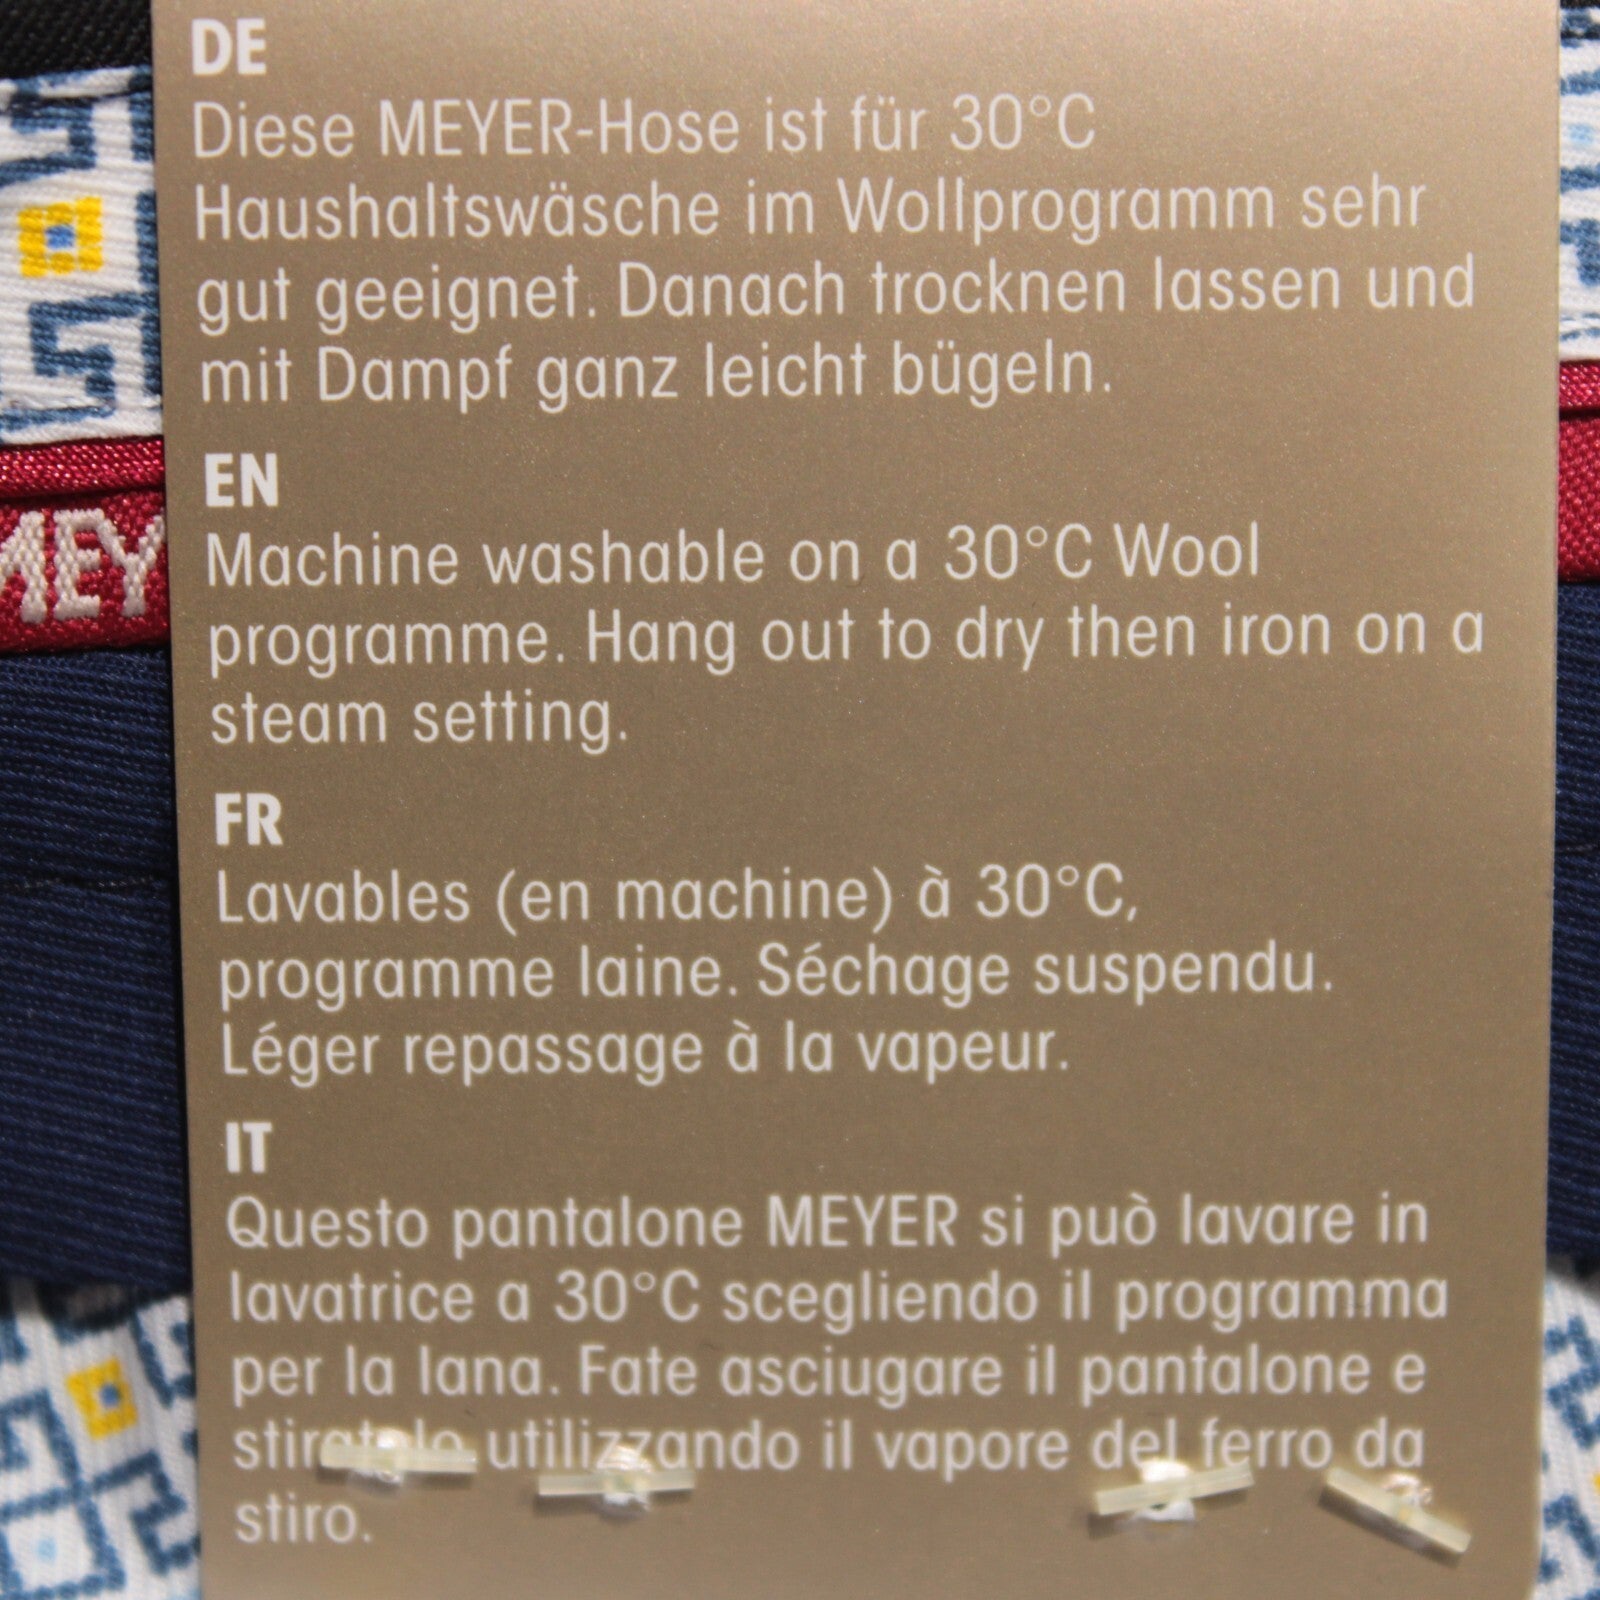 DE
Diese MEYER-Hose ist für 30°C
Haushaltswäsche im Wollprogramm sehr
gut geeignet. Danach trocknen lassen und
mit Dampf ganz leicht bügeln.
EN
Machine washable on a 30°C Wool
programme. Hang out to dry then iron on a
steam setting.
FR
Lavables (en machine) à 30°C,
programme laine. Séchage suspendu.
Léger repassage à la vapeur.
IT
Questo pantalone MEYER si può lavare in
lavatrice a 30°C scegliendo il programma
per la lana. Fate asciugare il pantalone e
stiratelo utilizzando il vapore del ferro da
stiro.
MEY